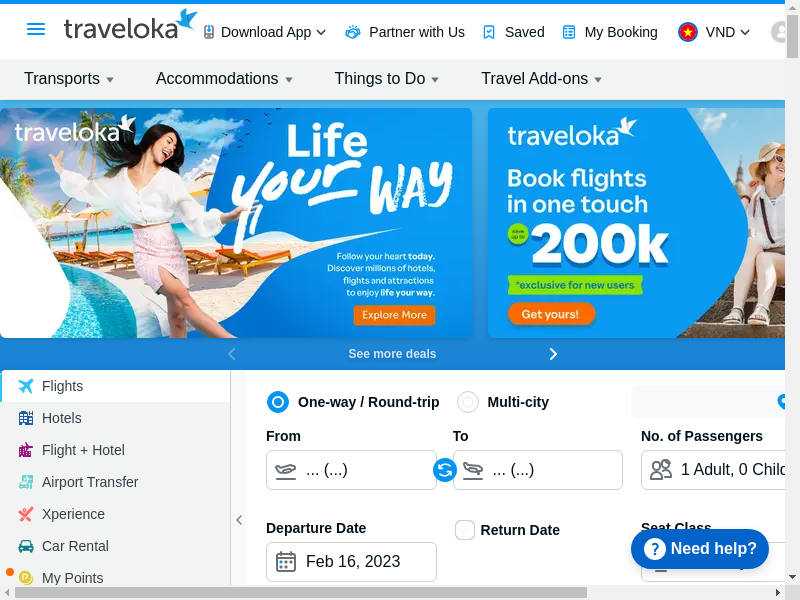 traveloka
Download App
Partner with Us
Saved
My Booking
VND
Transports
Accommodations
Things to Do
Travel Add-ons
traveloka
Life
your WAY
Follow your heart today.
Discover millions of hotels,
flights and attractions
to enjoy life your way.
Explore More
traveloka
Book flights
in one touch
save
up to
200k
*exclusive for new users
Get yours!
See more deals
Flights
Hotels
Flight + Hotel
Airport Transfer
Xperience
Car Rental
My Points
One-way / Round-trip
Multi-city
From
To
No. of Passengers
... (...)
... (...)
1 Adult, 0 Child
Departure Date
Return Date
Seat Class
Feb 16, 2023
Need help?